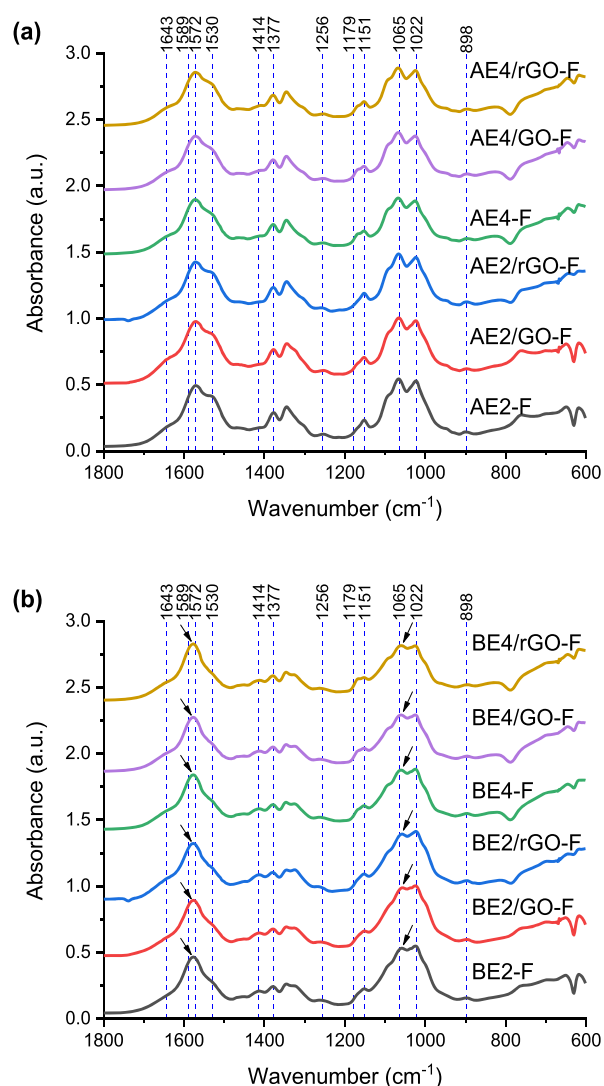 (a)
1643 1589 1572 1530 1414 1377 1256 1179 1151 1065 1022 898
3.0
AE4/rGO-F
2.5
AE4/GO-F
2.0
AE4-F
1.5
AE2/rGO-F
1.0
AE2/GO-F
0.5
AE2-F
0.0
Absorbance (a.u.)
1800 1600 1400 1200 1000 800 600
Wavenumber (cm⁻¹)
(b)
1643 1589 1572 1530 1414 1377 1256 1179 1151 1065 1022 898
3.0
BE4/rGO-F
2.5
BE4/GO-F
2.0
BE4-F
1.5
BE2/rGO-F
1.0
BE2/GO-F
0.5
BE2-F
0.0
Absorbance (a.u.)
1800 1600 1400 1200 1000 800 600
Wavenumber (cm⁻¹)